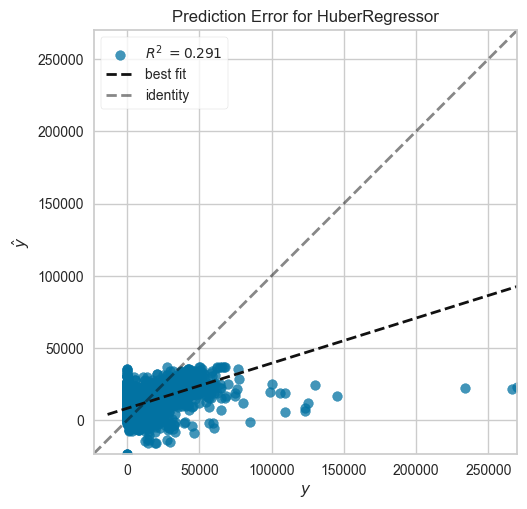 Prediction Error for HuberRegressor
R² = 0.291
best fit
identity
250000
200000
150000
100000
50000
0
ŷ
0 50000 100000 150000 200000 250000
y